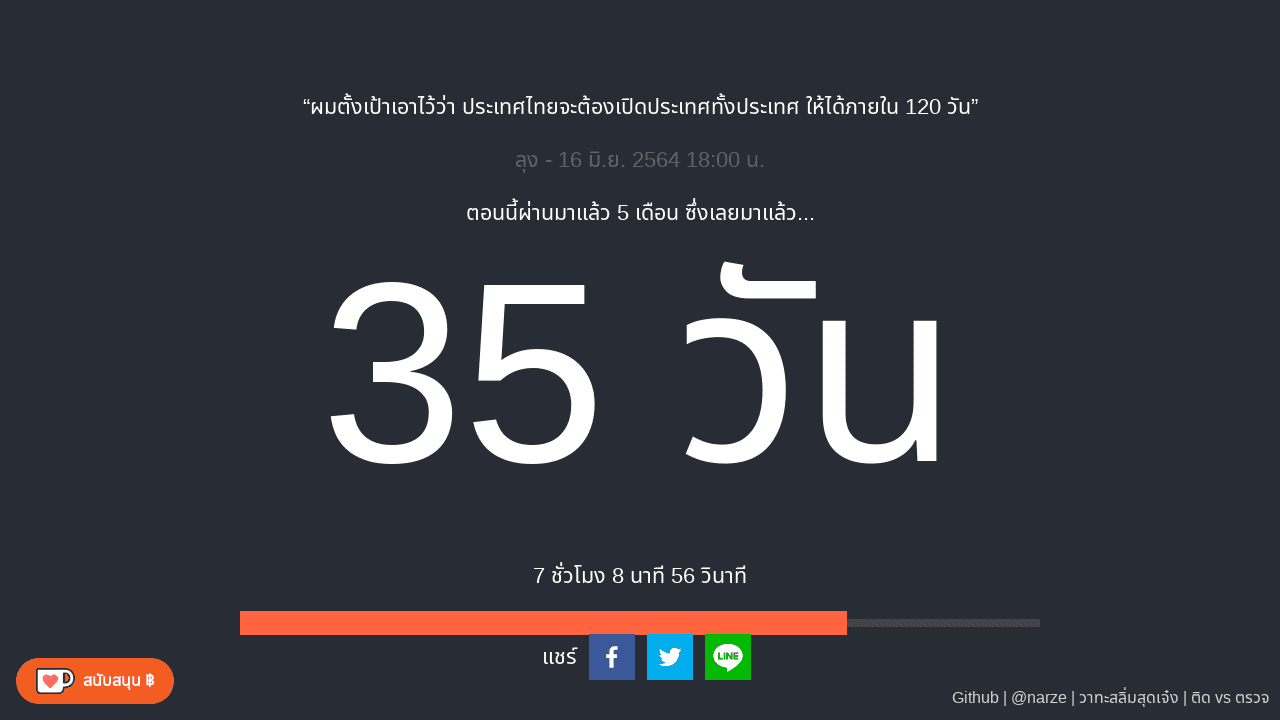 “ผมตั้งเป้าเอาไว้ว่า ประเทศไทยจะต้องเปิดประเทศทั้งประเทศ ให้ได้ภายใน 120 วัน”
ลุง - 16 มิ.ย. 2564 18:00 น.
ตอนนี้ผ่านมาแล้ว 5 เดือน ซึ่งเลยมาแล้ว...
35 วัน
7 ชั่วโมง 8 นาที 56 วินาที
แชร์
LINE
สนับสนุน ฿
Github | @narze | วาทะสลิ่มสุดเจ๋ง | ติด vs ตรวจ